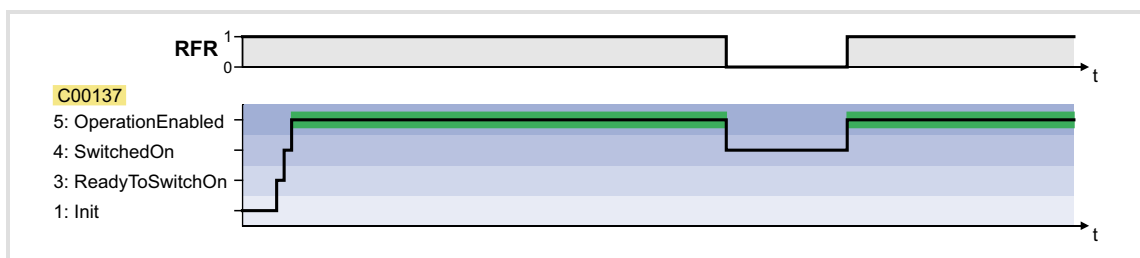 RFR
1
0
t
C00137
5: OperationEnabled
4: SwitchedOn
3: ReadyToSwitchOn
1: Init
t